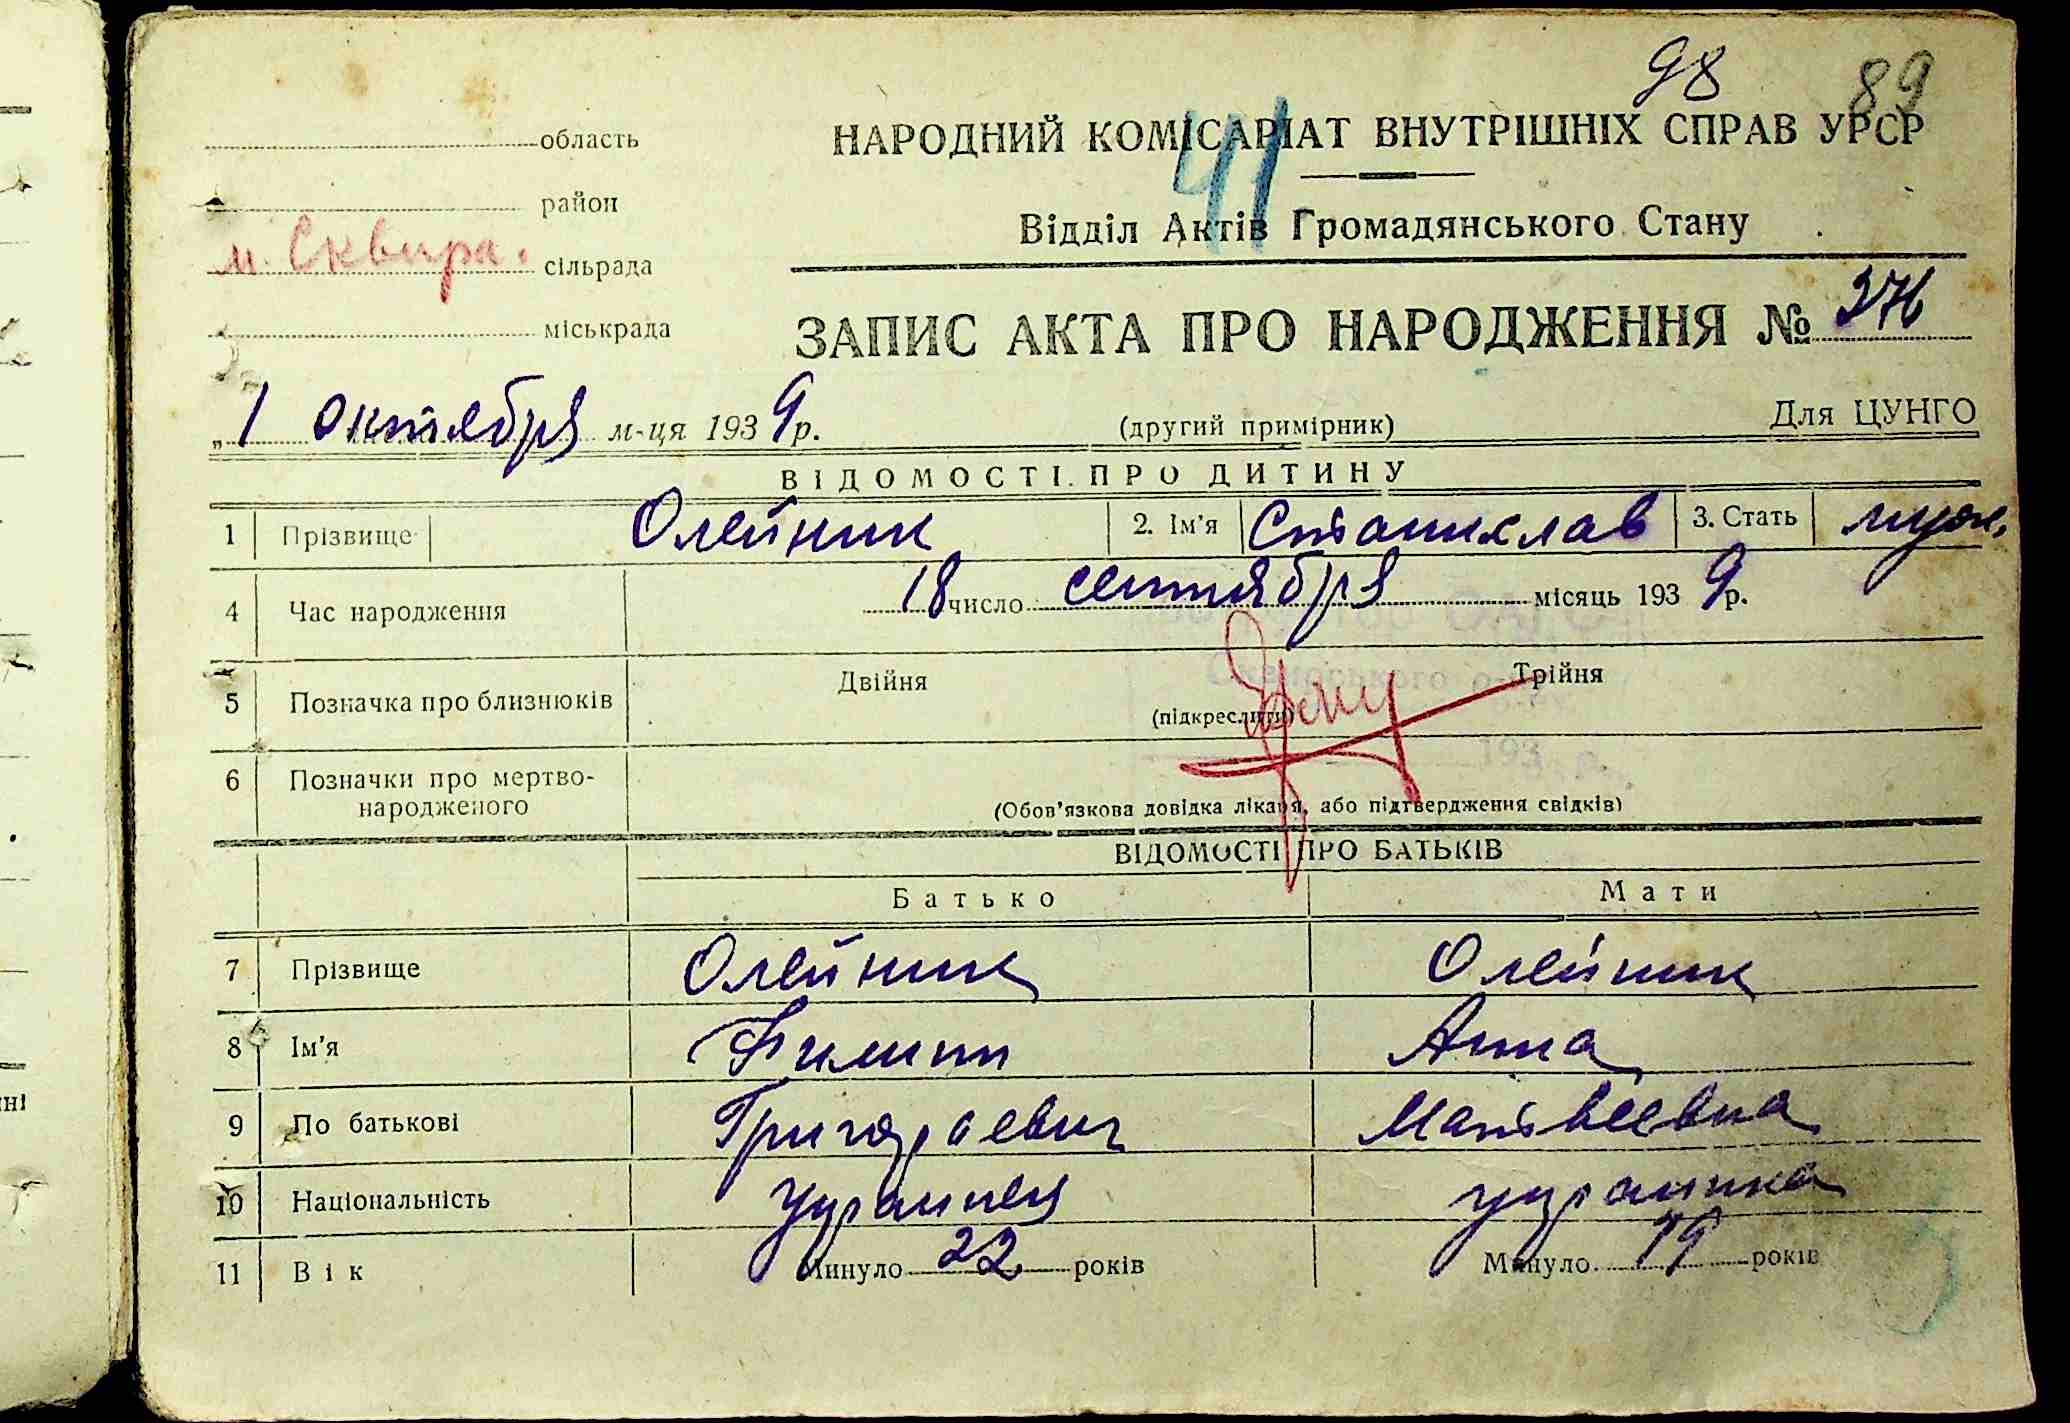 98 89
41
область
район
м. Сквира. сільрада
міськрада
НАРОДНИЙ КОМІСАРІАТ ВНУТРІШНІХ СПРАВ УРСР
Відділ Актів Громадянського Стану
ЗАПИС АКТА ПРО НАРОДЖЕННЯ № 276
„1 октября м-ця 1939 р. (другий примірник) Для ЦУНГО
ВІДОМОСТІ ПРО ДИТИНУ
1 Прізвище Олейник 2. Ім'я Станислав 3. Стать муж.
4 Час народження 18 число сентября місяць 1939 р.
5 Позначка про близнюків Двійня Трійня
(підкреслити)
6 Позначки про мертво-
народженого (Обов'язкова довідка лікаря, або підтвердження свідків)
ВІДОМОСТІ ПРО БАТЬКІВ
Батько Мати
7 Прізвище Олейник Олейник
8 Ім'я Филипп Анна
9 По батькові Григорьевич Матвеевна
10 Національність украинец украинка
11 Вік Минуло 22 років Минуло 19 років